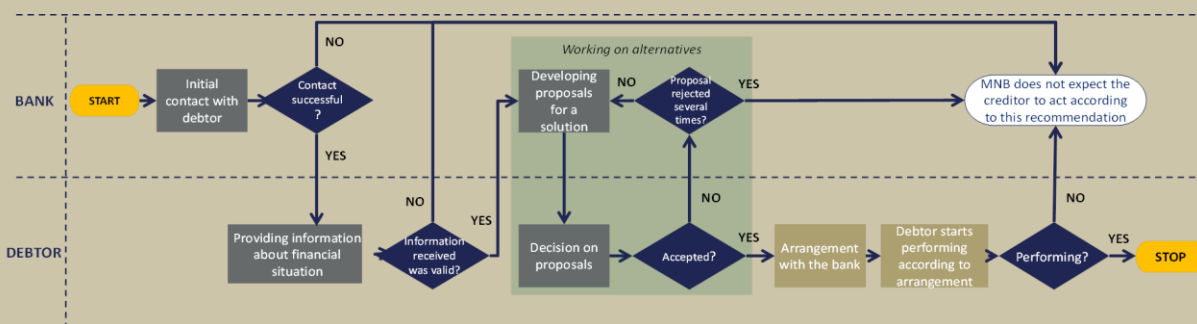 BANK
START
Initial
contact with
debtor
Contact
successful
?
NO
YES
Working on alternatives
Developing
proposals
for a
solution
NO
Proposal
rejected
several
times?
YES
MNB does not expect the
creditor to act according
to this recommendation
DEBTOR
Providing information
about financial
situation
NO
Information
received
was valid?
YES
Decision on
proposals
NO
Accepted?
YES
Arrangement
with the bank
Debtor starts
performing
according to
arrangement
NO
Performing?
YES
STOP